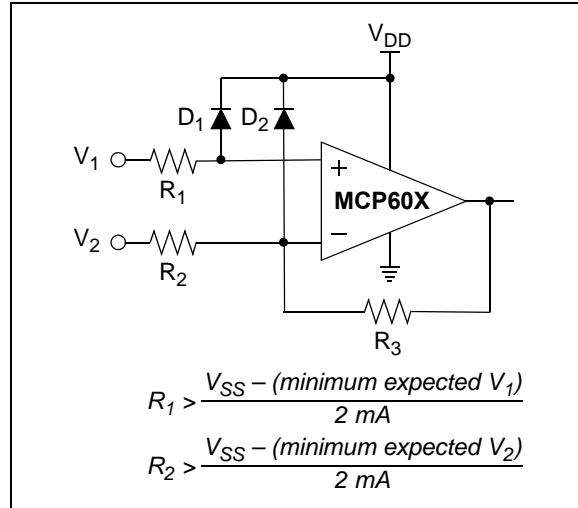 V_DD
D_1 D_2
V_1
R_1
+
MCP60X
V_2
R_2
–
R_3
R_1 > V_SS – (minimum expected V_1) / 2 mA
R_2 > V_SS – (minimum expected V_2) / 2 mA